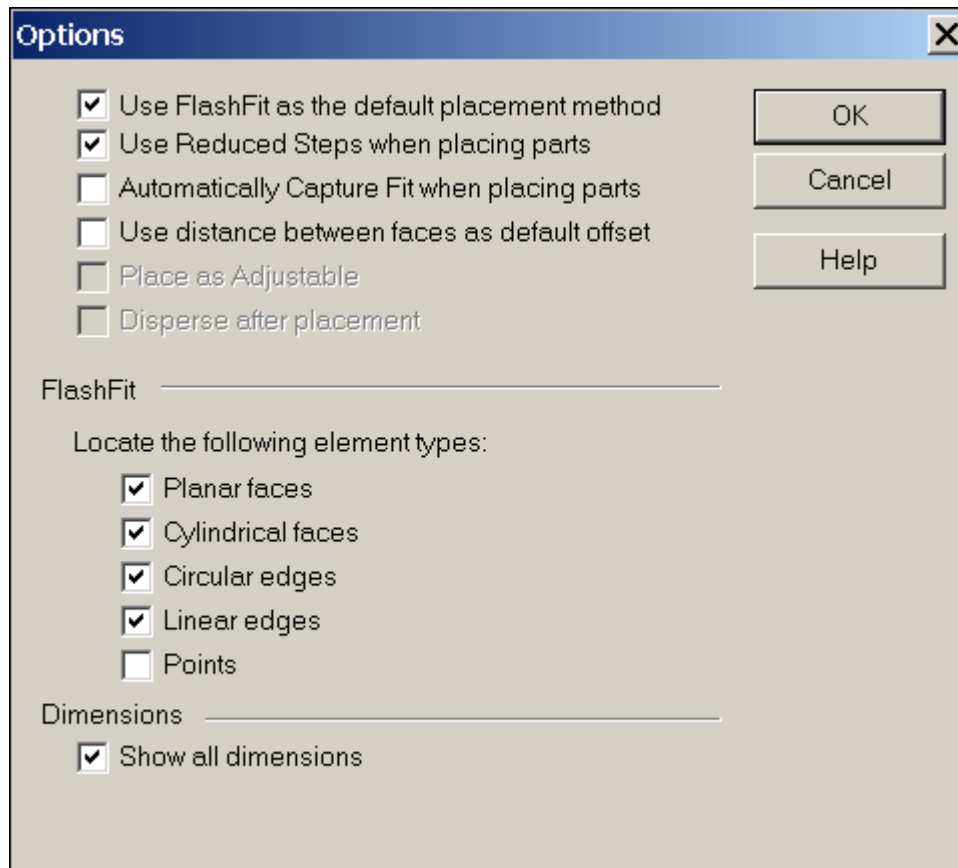 Options
Use FlashFit as the default placement method
OK
Use Reduced Steps when placing parts
Automatically Capture Fit when placing parts
Cancel
Use distance between faces as default offset
Help
Place as Adjustable
Disperse after placement
FlashFit
Locate the following element types:
Planar faces
Cylindrical faces
Circular edges
Linear edges
Points
Dimensions
Show all dimensions